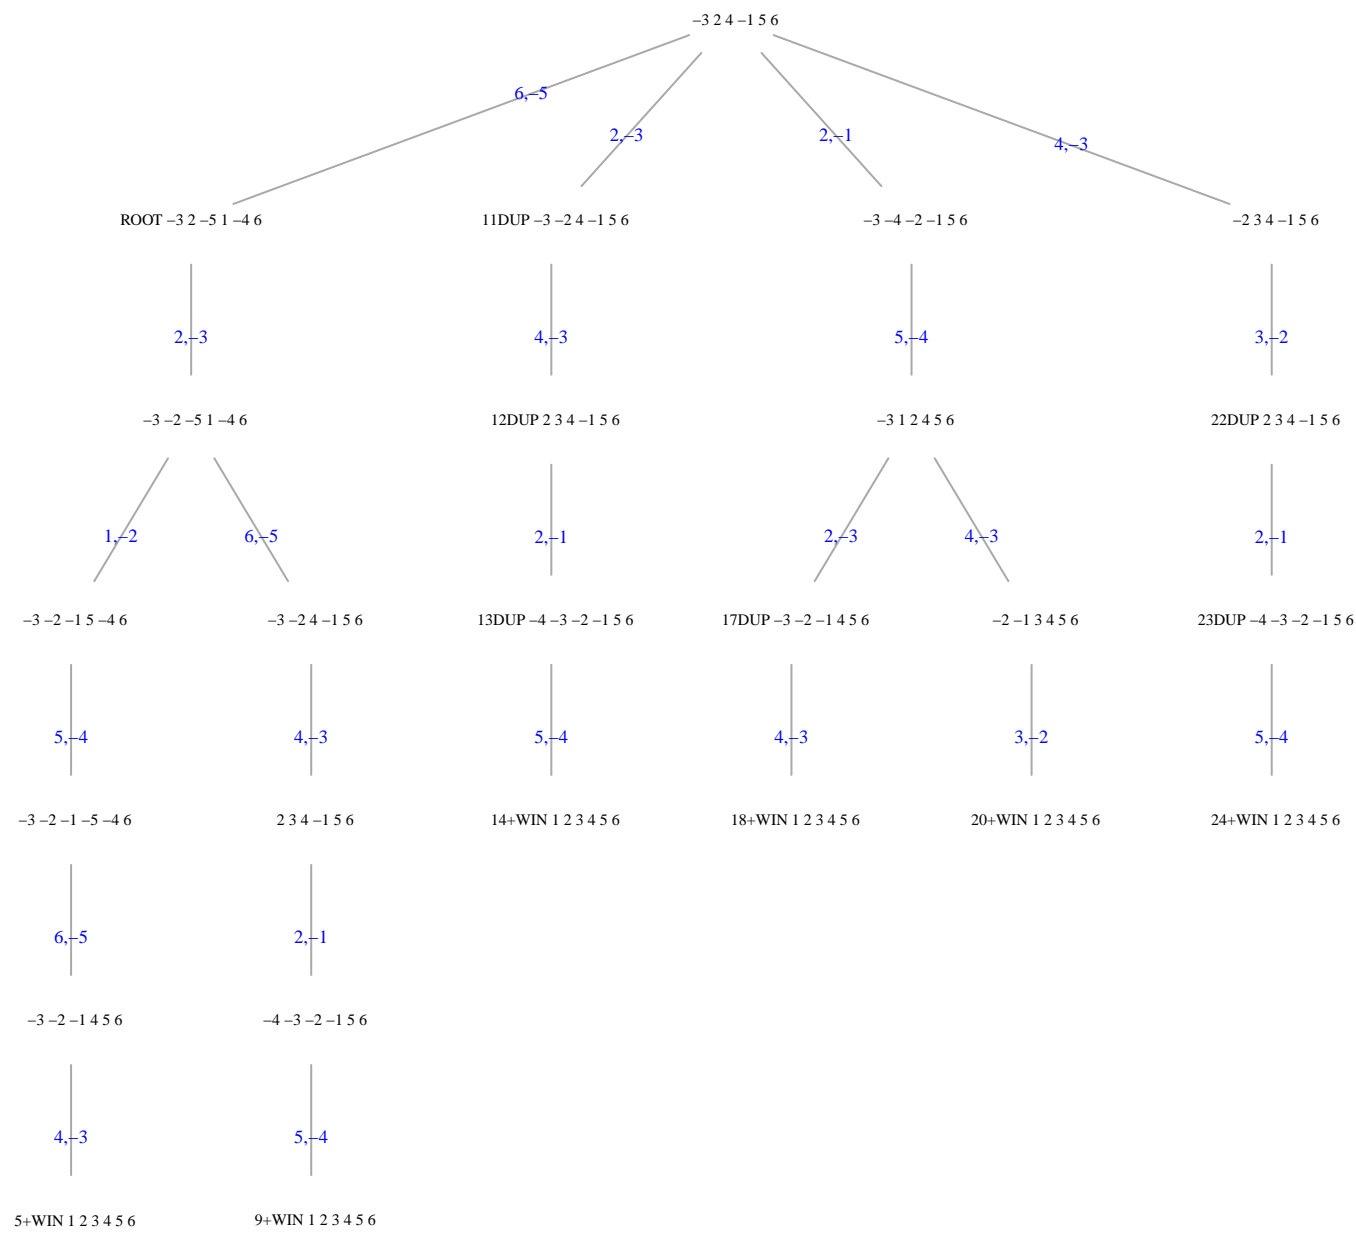 −3 2 4 −1 5 6
6,−5
2,−3
2,−1
4,−3
ROOT −3 2 −5 1 −4 6
11DUP −3 −2 4 −1 5 6
−3 −4 −2 −1 5 6
−2 3 4 −1 5 6
2,−3
4,−3
5,−4
3,−2
−3 −2 −5 1 −4 6
12DUP 2 3 4 −1 5 6
−3 1 2 4 5 6
22DUP 2 3 4 −1 5 6
1,−2
6,−5
2,−1
2,−3
4,−3
2,−1
−3 −2 −1 5 −4 6
−3 −2 4 −1 5 6
13DUP −4 −3 −2 −1 5 6
17DUP −3 −2 −1 4 5 6
−2 −1 3 4 5 6
23DUP −4 −3 −2 −1 5 6
5,−4
4,−3
5,−4
4,−3
3,−2
5,−4
−3 −2 −1 −5 −4 6
2 3 4 −1 5 6
14+WIN 1 2 3 4 5 6
18+WIN 1 2 3 4 5 6
20+WIN 1 2 3 4 5 6
24+WIN 1 2 3 4 5 6
6,−5
2,−1
−3 −2 −1 4 5 6
−4 −3 −2 −1 5 6
4,−3
5,−4
5+WIN 1 2 3 4 5 6
9+WIN 1 2 3 4 5 6